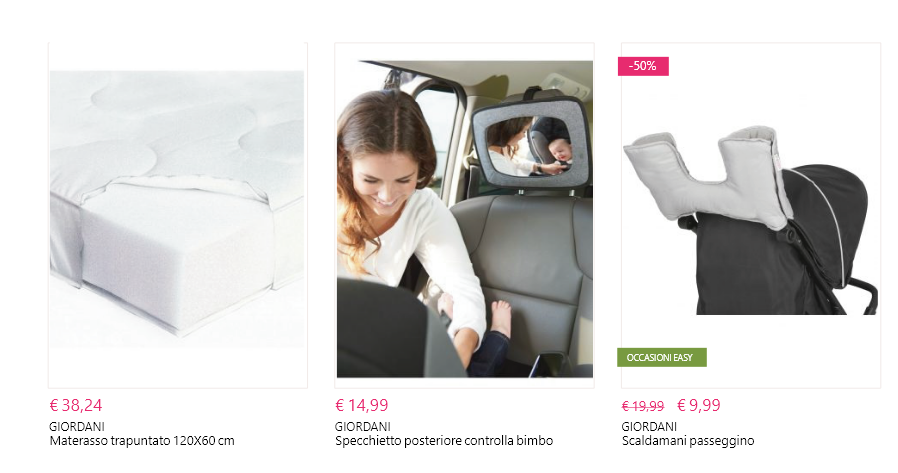 -50%
OCCASIONI EASY
€ 38,24
GIORDANI
Materasso trapuntato 120X60 cm
€ 14,99
GIORDANI
Specchietto posteriore controlla bimbo
€ 19,99 € 9,99
GIORDANI
Scaldamani passeggino